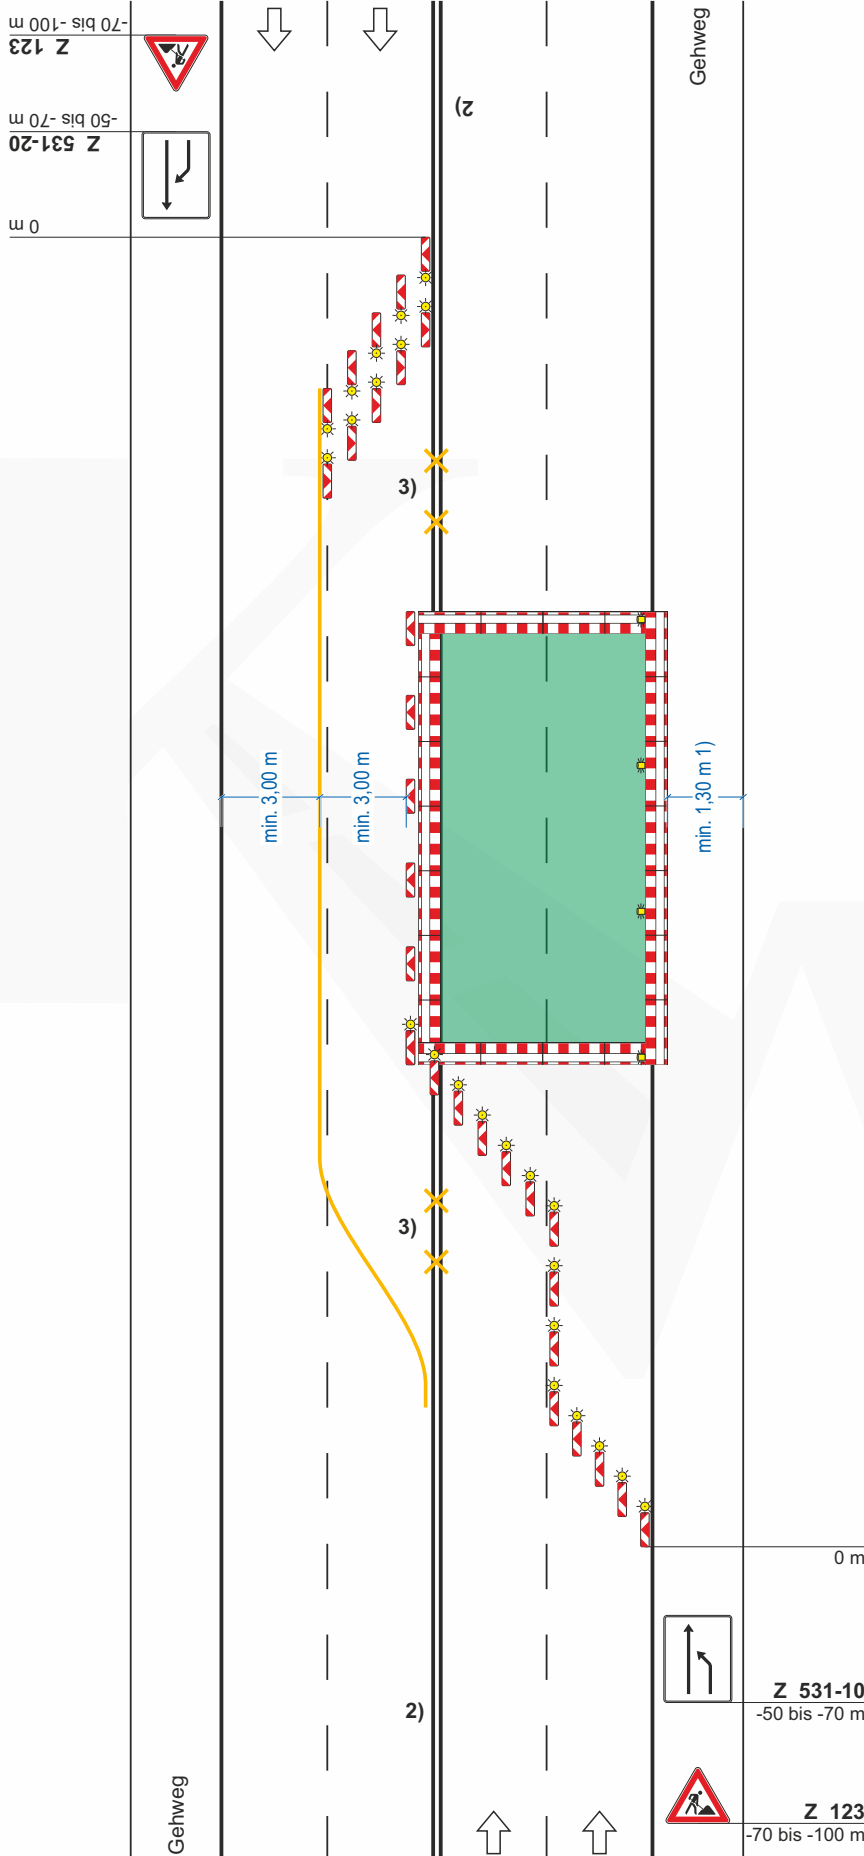 -70 bis -100 m
Z 123
Gehweg
2)
-50 bis -70 m
Z 531-20
0 m
3)
min. 3,00 m
min. 3,00 m
min. 1,30 m 1)
3)
0 m
Z 531-10
-50 bis -70 m
2)
Gehweg
Z 123
-70 bis -100 m